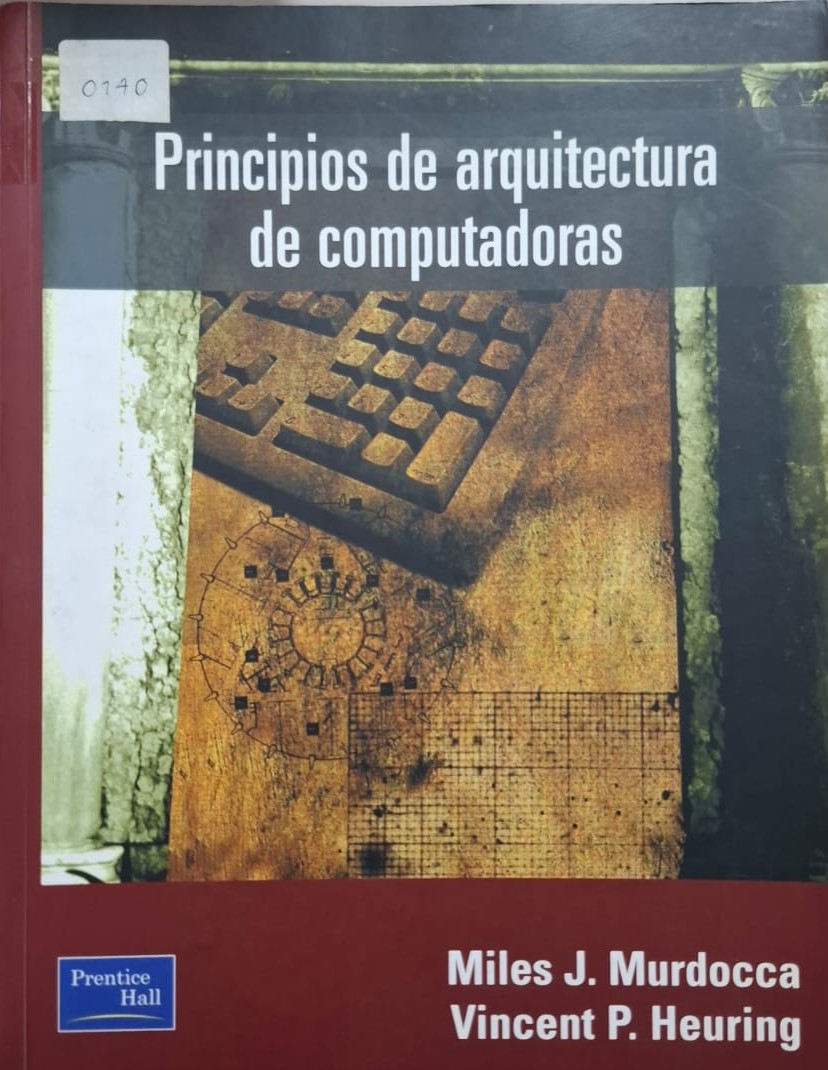 0140
Principios de arquitectura
de computadoras
Prentice
Hall
Miles J. Murdocca
Vincent P. Heuring